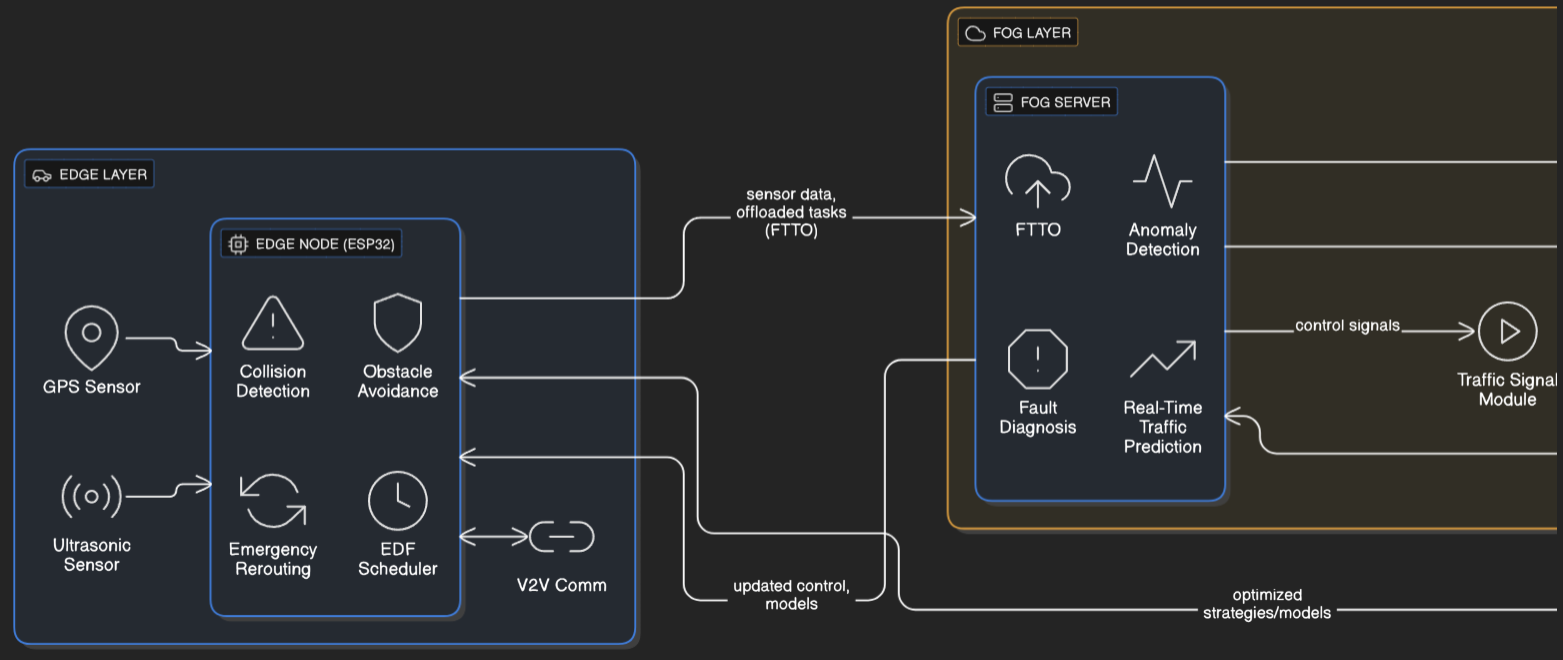 EDGE LAYER
EDGE NODE (ESP32)
GPS Sensor
Ultrasonic
Sensor
Collision
Detection
Obstacle
Avoidance
Emergency
Rerouting
EDF
Scheduler
V2V Comm
sensor data,
offloaded tasks
(FTTO)
updated control,
models
FOG LAYER
FOG SERVER
FTTO
Anomaly
Detection
Fault
Diagnosis
Real-Time
Traffic
Prediction
control signals
Traffic Signal
Module
optimized
strategies/models